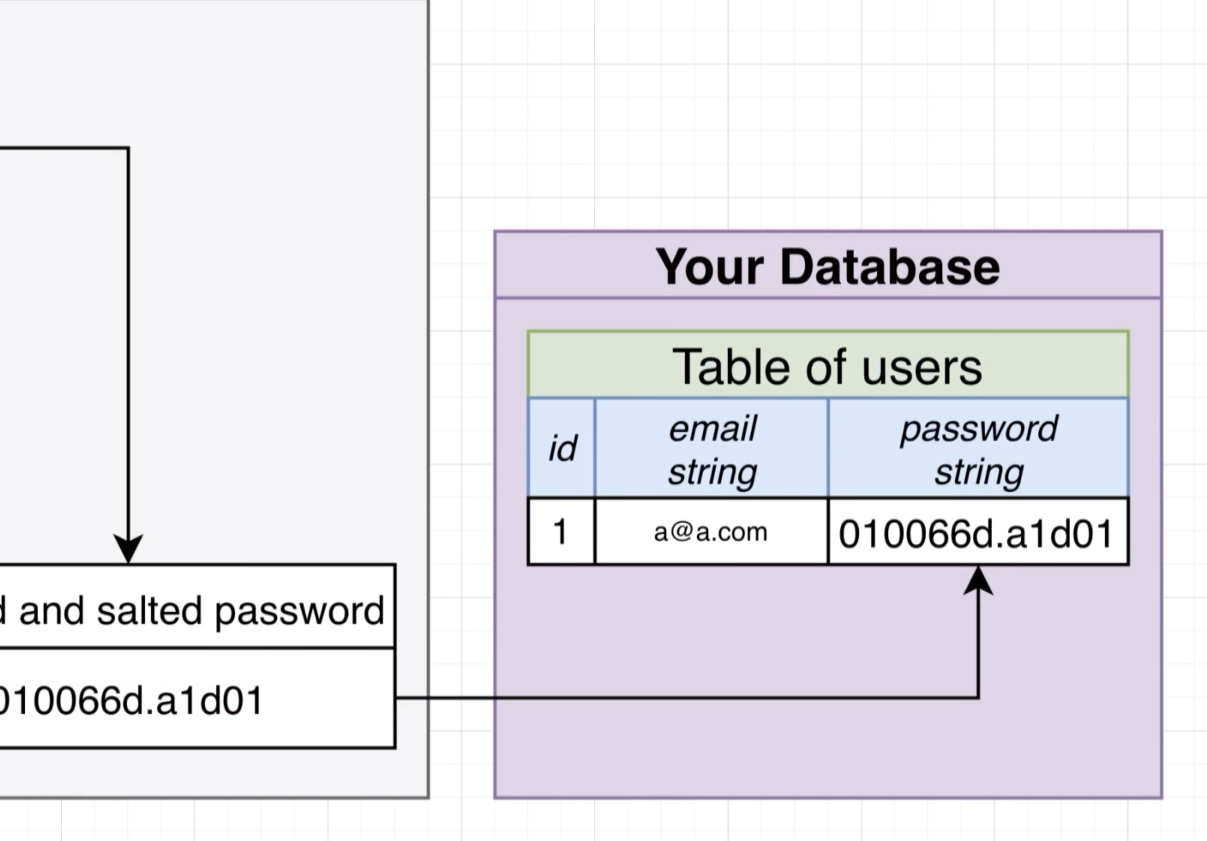 Your Database
Table of users
id
email
string
password
string
1
a@a.com
010066d.a1d01
and salted password
010066d.a1d01